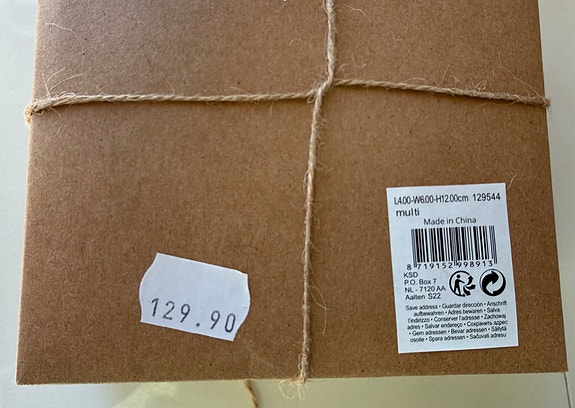 L4.00-W6.00-H12.00cm 129544
multi
Made in China
8 719152 998913
KSD
P.O. Box 7
NL - 7120 AA
Aalten S22
Save address • Guardar dirección • Anschrift
aufbewahren • Adres bewaren • Salva
l'indirizzo • Conserver l'adresse • Zachowaj
adres • Salvar endereço • Сохранить адрес
• Gem adressen • Bevar adressen • Säilytä
osoite • Spara adressen • Sačuvati adresu
129.90